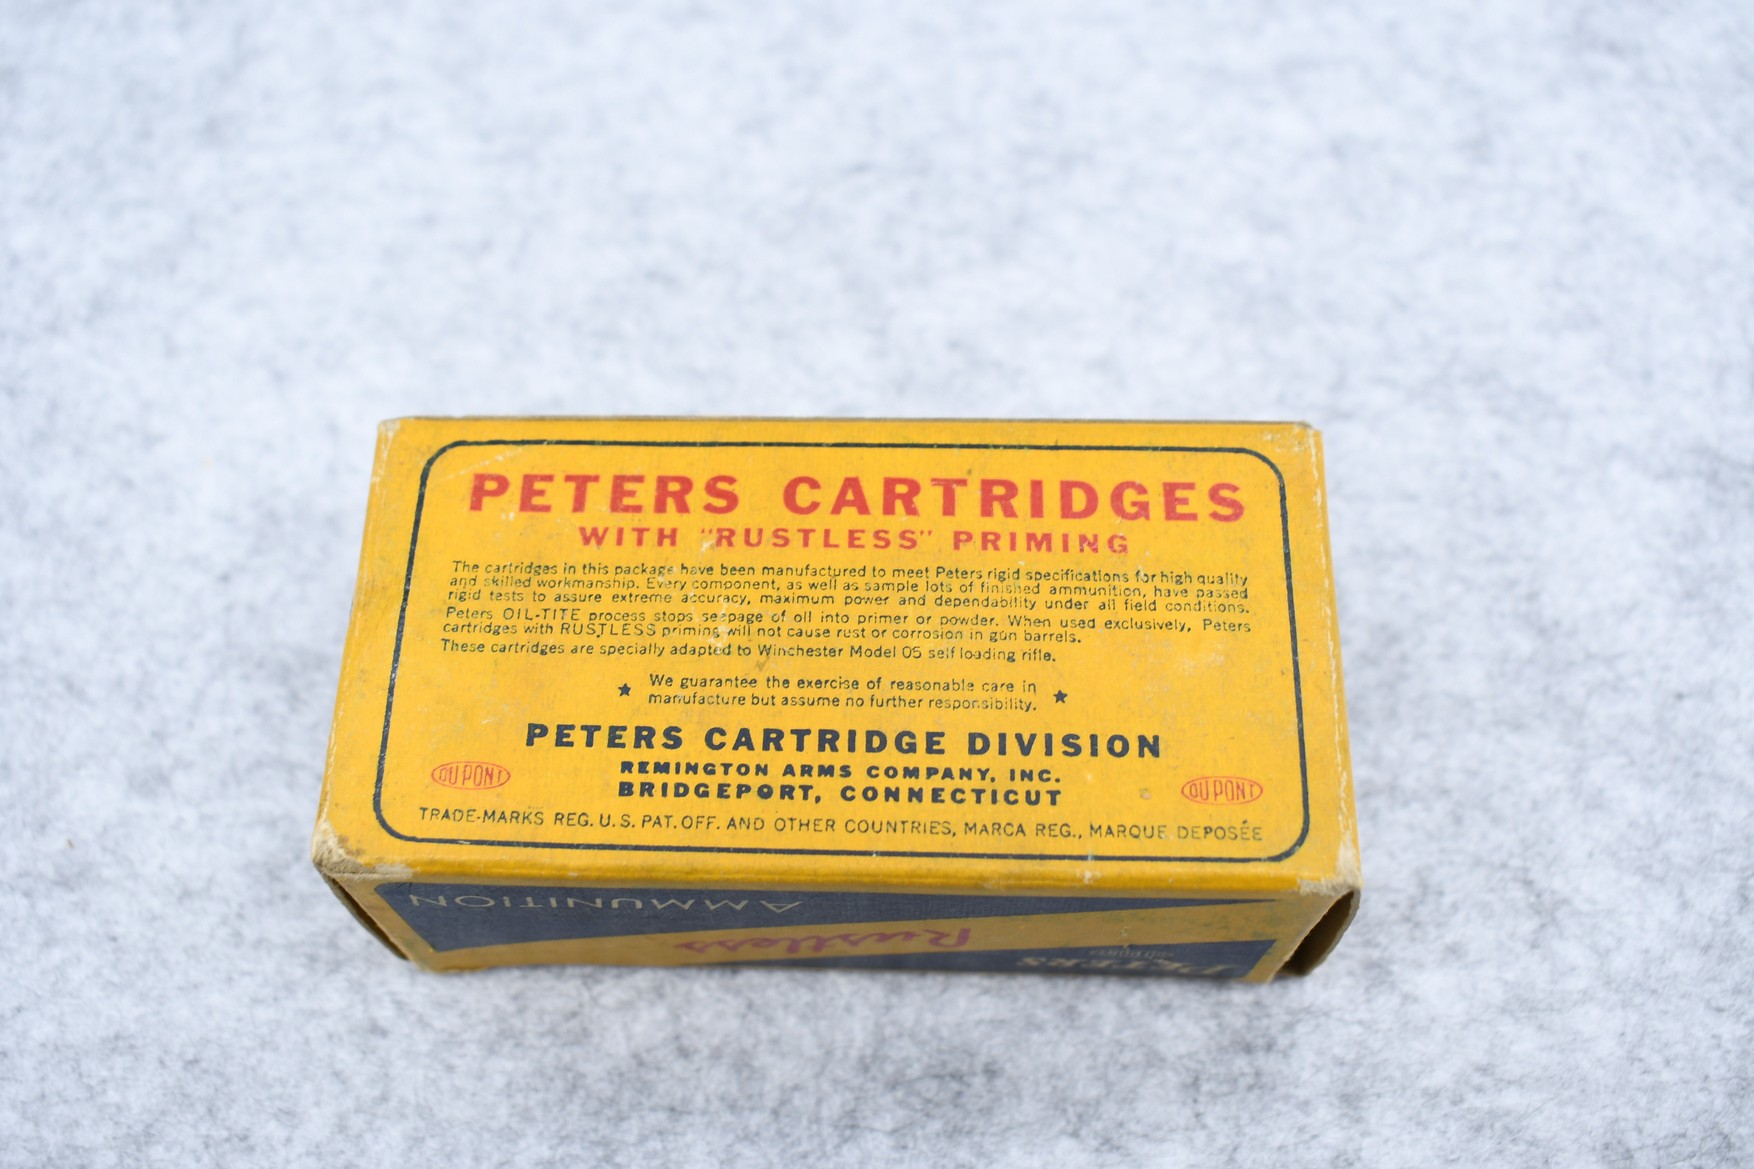 PETERS CARTRIDGES
WITH "RUSTLESS" PRIMING
The cartridges in this package have been manufactured to meet Peters rigid specifications for high quality
and skilled workmanship. Every component, as well as sample lots of finished ammunition, have passed
rigid tests to assure extreme accuracy, maximum power and dependability under all field conditions.
Peters OIL-TITE process stops seepage of oil into primer or powder. When used exclusively, Peters
cartridges with RUSTLESS priming will not cause rust or corrosion in gun barrels.
These cartridges are specially adapted to Winchester Model 05 self loading rifle.
We guarantee the exercise of reasonable care in
manufacture but assume no further responsibility.
PETERS CARTRIDGE DIVISION
REMINGTON ARMS COMPANY, INC.
BRIDGEPORT, CONNECTICUT
DU PONT
DU PONT
TRADE-MARKS REG. U.S. PAT. OFF. AND OTHER COUNTRIES, MARCA REG., MARQUE DEPOSÉE
AMMUNITION
Rustless
PETERS